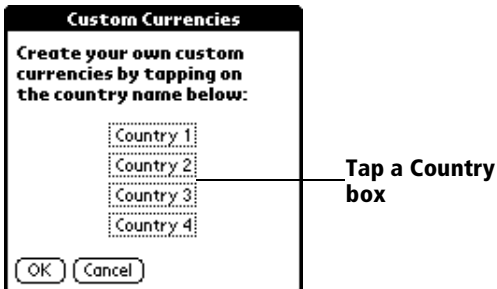 Custom Currencies
Create your own custom
currencies by tapping on
the country name below:
Country 1
Country 2
Country 3
Country 4
Tap a Country
box
OK Cancel